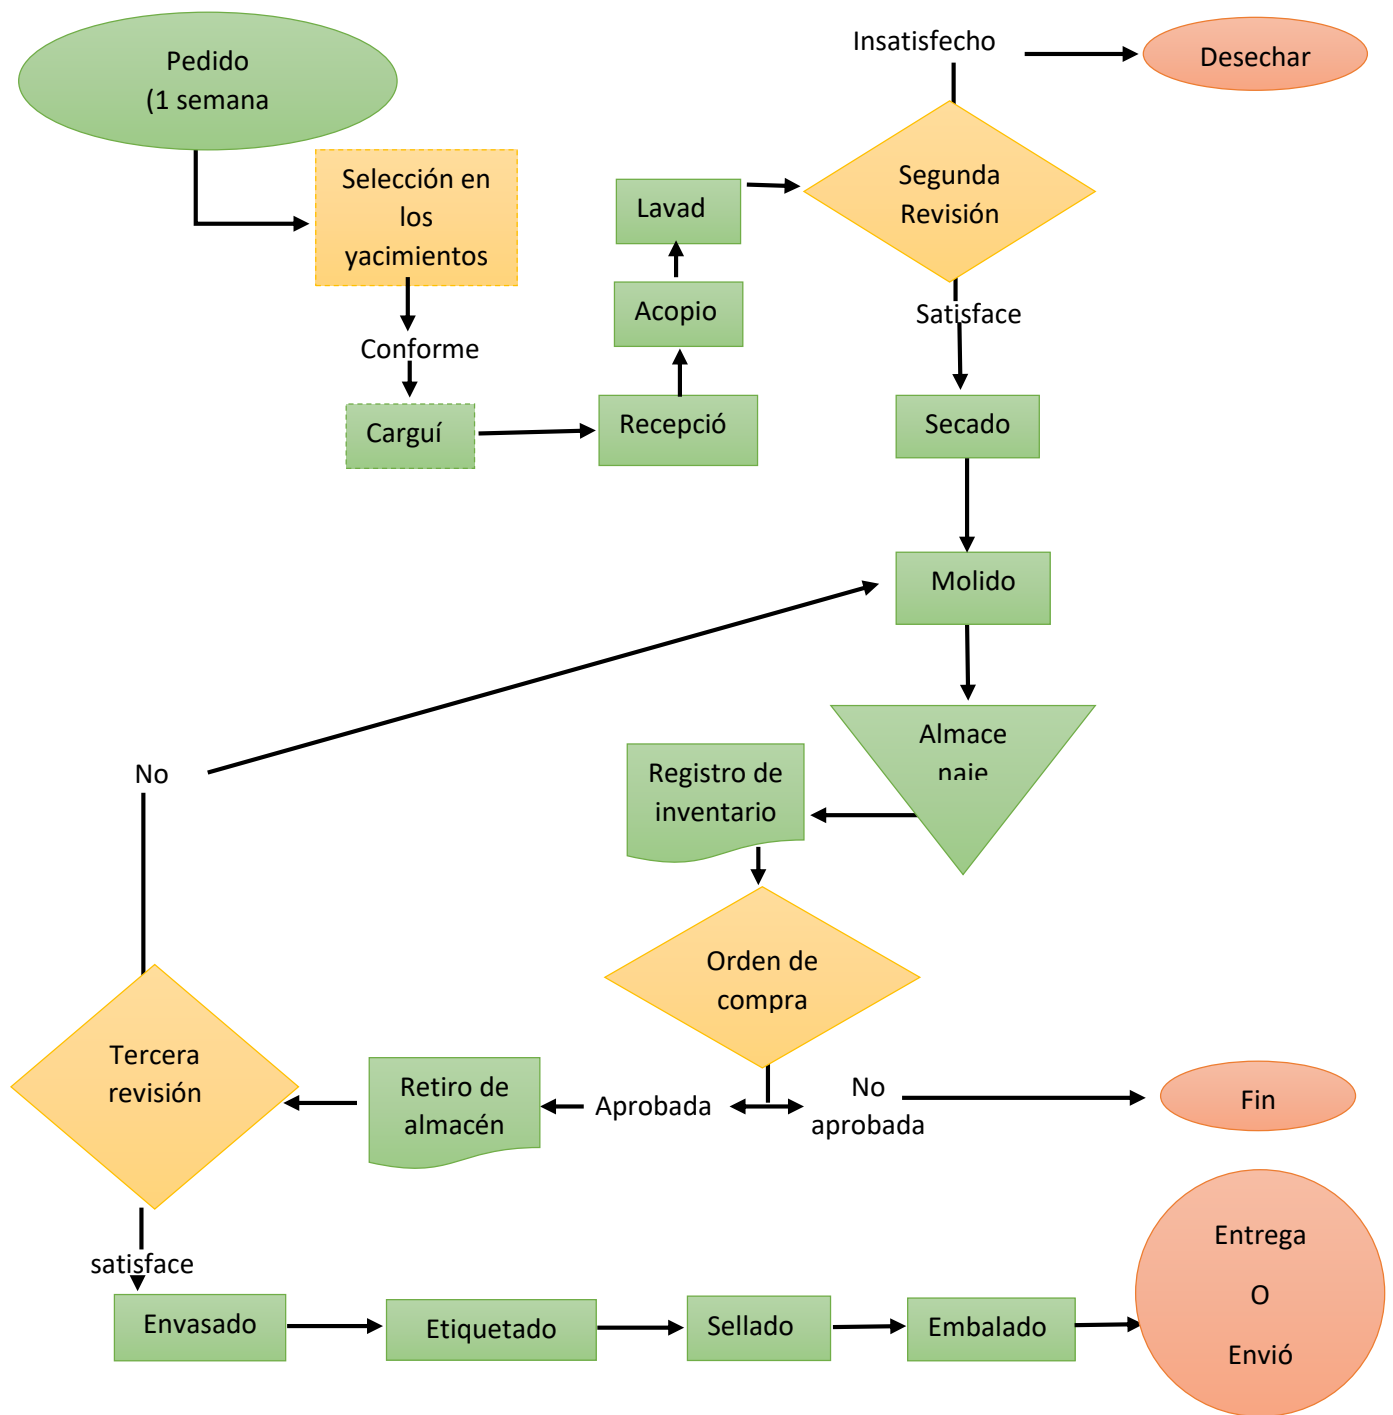 Pedido
(1 semana
Selección en
los
yacimientos
Conforme
Carguí
Recepció
Acopio
Lavad
Segunda
Revisión
Insatisfecho
Desechar
Satisface
Secado
Molido
Almace
naje
Registro de
inventario
Orden de
compra
No
aprobada
Fin
Aprobada
Retiro de
almacén
Tercera
revisión
No
satisface
Envasado
Etiquetado
Sellado
Embalado
Entrega
O
Envió